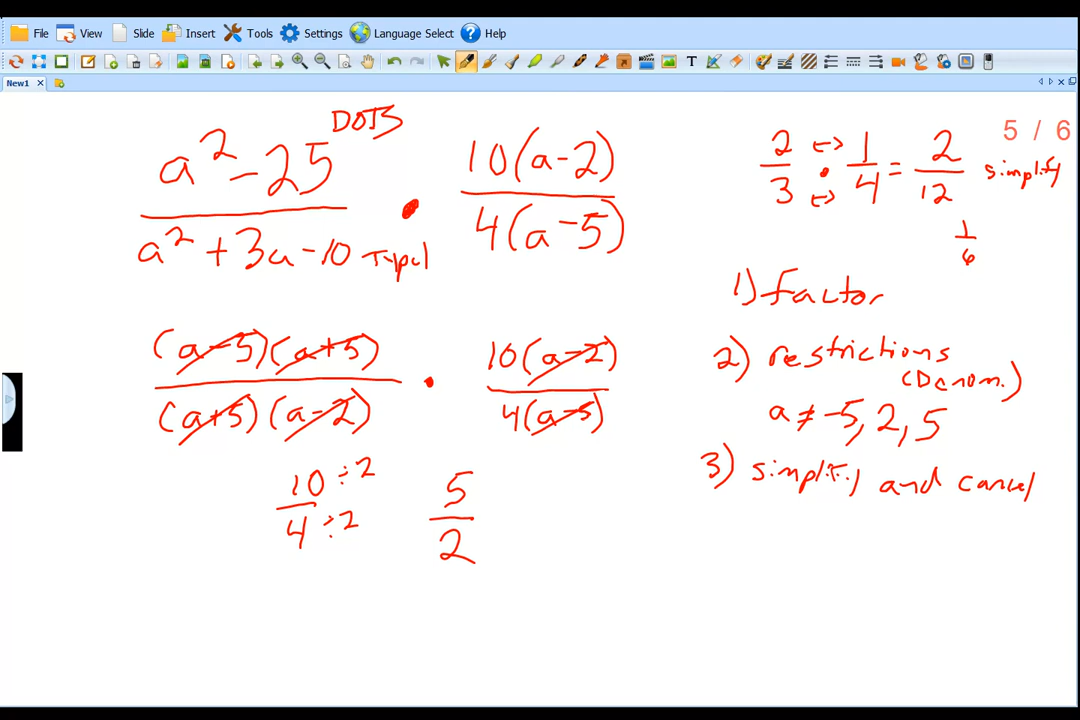 File View Slide Insert Tools Settings Language Select Help
New1
DOTS
a² - 25 / a² + 3a - 10 • 10(a-2) / 4(a-5)
Type 1
2/3 • 1/4 = 2/12 simplify
5 / 6
1/6
1) factor
(a-5)(a+5) / (a+5)(a-2) • 10(a-2) / 4(a-5)
2) restrictions
(Denom.)
a ≠ -5, 2, 5
3) simplify and cancel
10 ÷2 / 4 ÷2
5/2